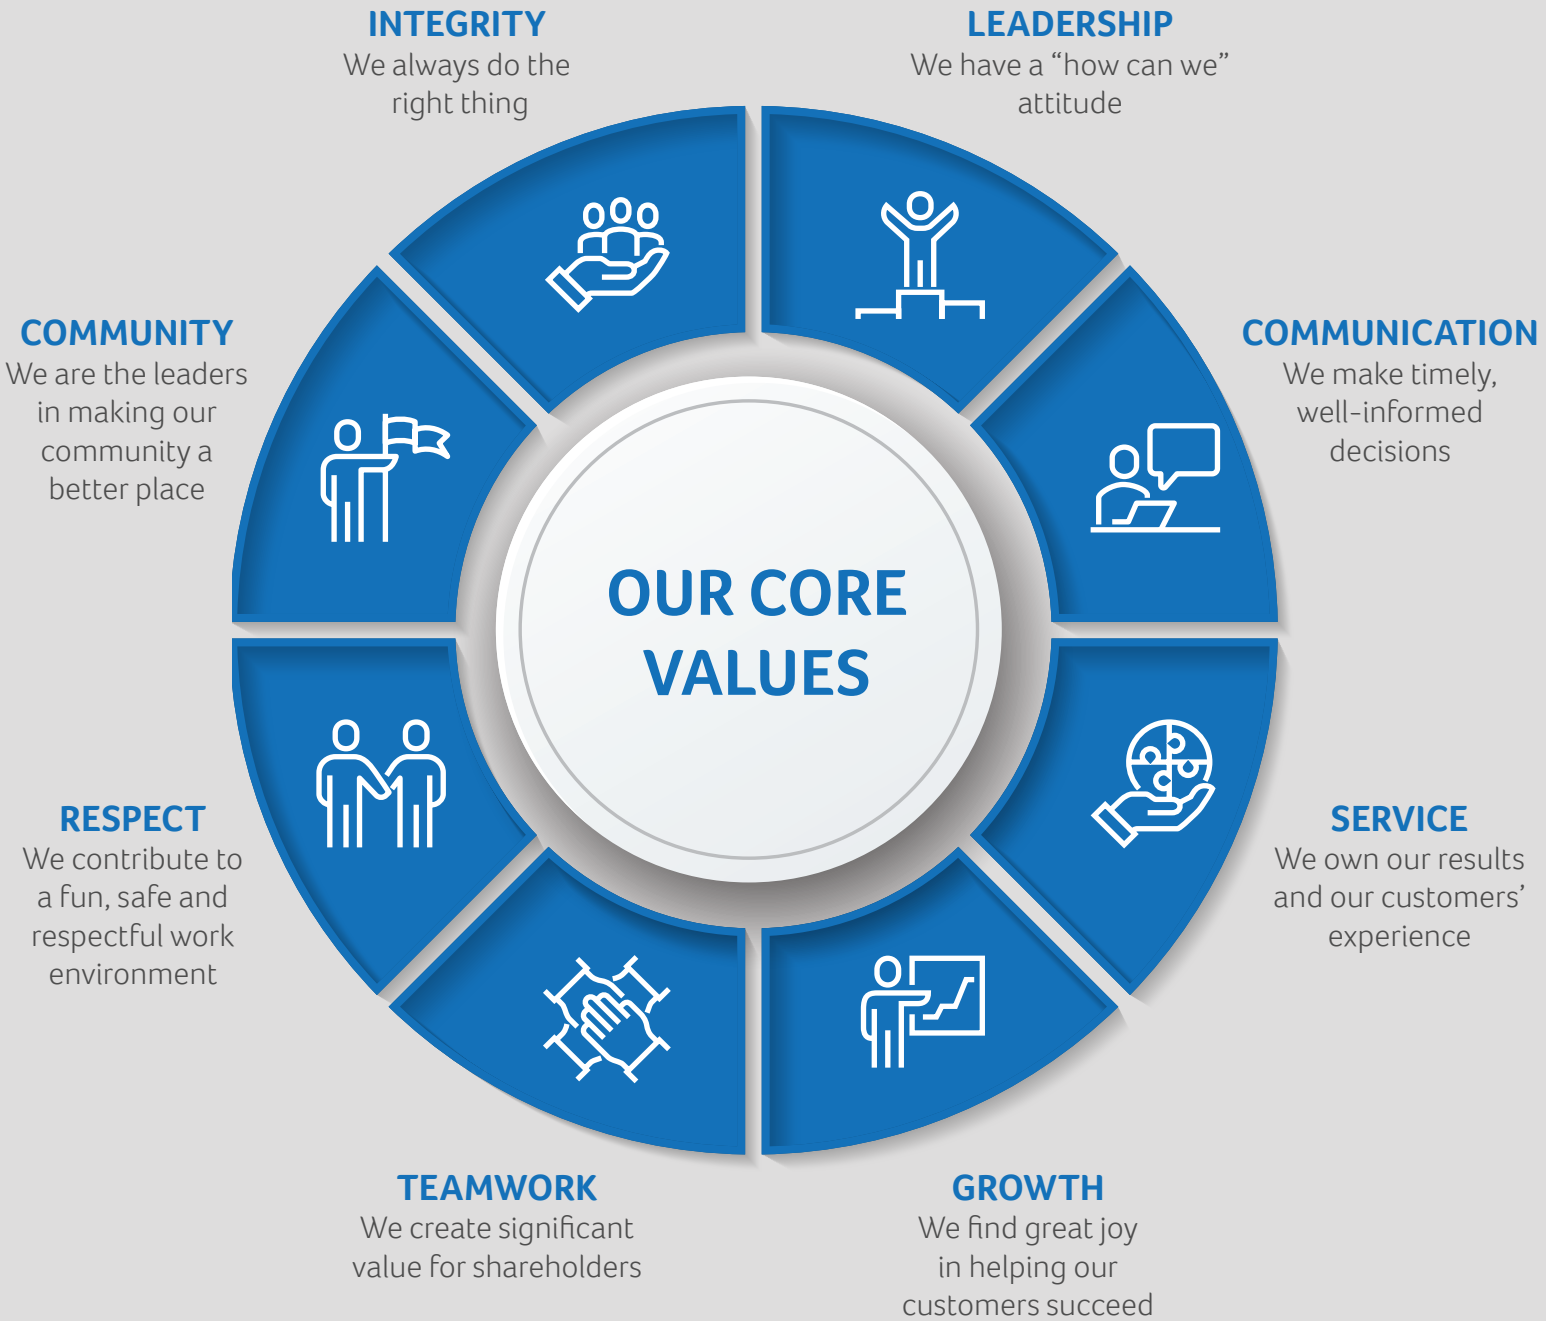 INTEGRITY
We always do the
right thing
LEADERSHIP
We have a “how can we”
attitude
COMMUNITY
We are the leaders
in making our
community a
better place
COMMUNICATION
We make timely,
well-informed
decisions
OUR CORE
VALUES
RESPECT
We contribute to
a fun, safe and
respectful work
environment
SERVICE
We own our results
and our customers’
experience
TEAMWORK
We create significant
value for shareholders
GROWTH
We find great joy
in helping our
customers succeed